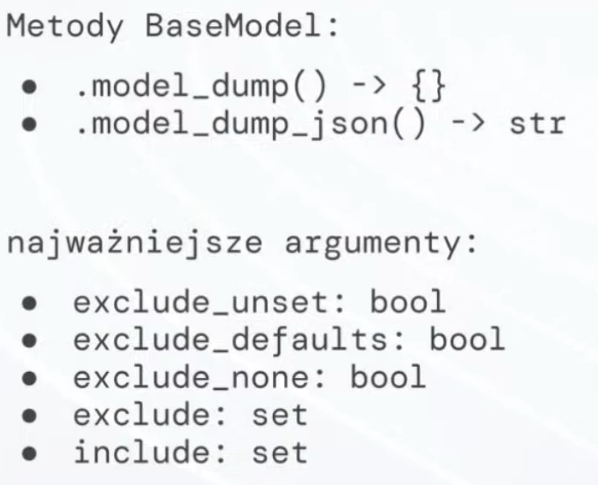 Metody BaseModel:
● .model_dump() -> {}
● .model_dump_json() -> str
najważniejsze argumenty:
● exclude_unset: bool
● exclude_defaults: bool
● exclude_none: bool
● exclude: set
● include: set